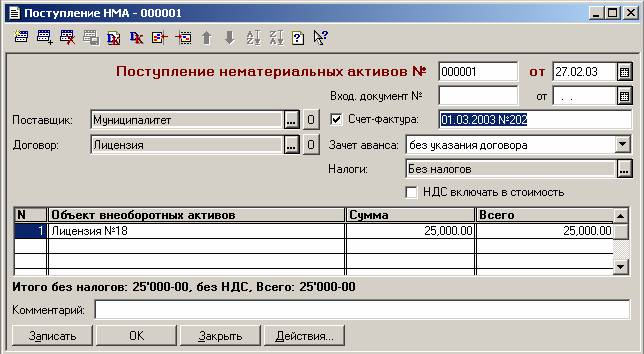 Поступление НМА - 000001
Поступление нематериальных активов № 000001 от 27.02.03
Вход. документ № от . .
Поставщик: Муниципалитет ... 0 Счет-фактура: 01.03.2003 №202
Договор: Лицензия ... 0 Зачет аванса: без указания договора
Налоги: Без налогов ...
НДС включать в стоимость
N Объект внеоборотных активов Сумма Всего
1 Лицензия №18 25,000.00 25,000.00
Итого без налогов: 25'000-00, без НДС, Всего: 25'000-00
Комментарий:
Записать OK Закрыть Действия...